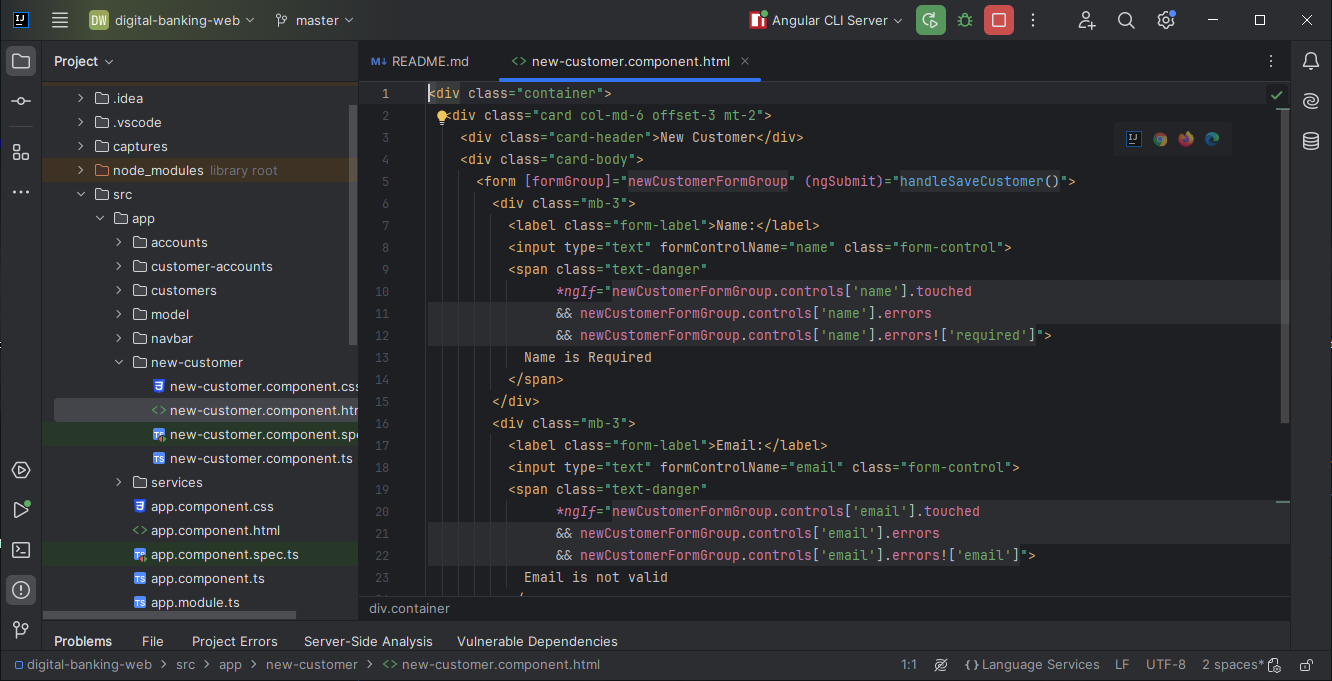 DW digital-banking-web master Angular CLI Server
Project
.idea
.vscode
captures
node_modules library root
src
app
accounts
customer-accounts
customers
model
navbar
new-customer
new-customer.component.css
new-customer.component.htm
new-customer.component.spe
new-customer.component.ts
services
app.component.css
app.component.html
app.component.spec.ts
app.component.ts
app.module.ts
README.md new-customer.component.html
1 <div class="container">
2 <div class="card col-md-6 offset-3 mt-2">
3 <div class="card-header">New Customer</div>
4 <div class="card-body">
5 <form [formGroup]="newCustomerFormGroup" (ngSubmit)="handleSaveCustomer()">
6 <div class="mb-3">
7 <label class="form-label">Name:</label>
8 <input type="text" formControlName="name" class="form-control">
9 <span class="text-danger"
10 *ngIf="newCustomerFormGroup.controls['name'].touched
11 && newCustomerFormGroup.controls['name'].errors
12 && newCustomerFormGroup.controls['name'].errors!['required']">
13 Name is Required
14 </span>
15 </div>
16 <div class="mb-3">
17 <label class="form-label">Email:</label>
18 <input type="text" formControlName="email" class="form-control">
19 <span class="text-danger"
20 *ngIf="newCustomerFormGroup.controls['email'].touched
21 && newCustomerFormGroup.controls['email'].errors
22 && newCustomerFormGroup.controls['email'].errors!['email']">
23 Email is not valid
div.container
Problems File Project Errors Server-Side Analysis Vulnerable Dependencies
digital-banking-web > src > app > new-customer > <> new-customer.component.html 1:1 {} Language Services LF UTF-8 2 spaces*